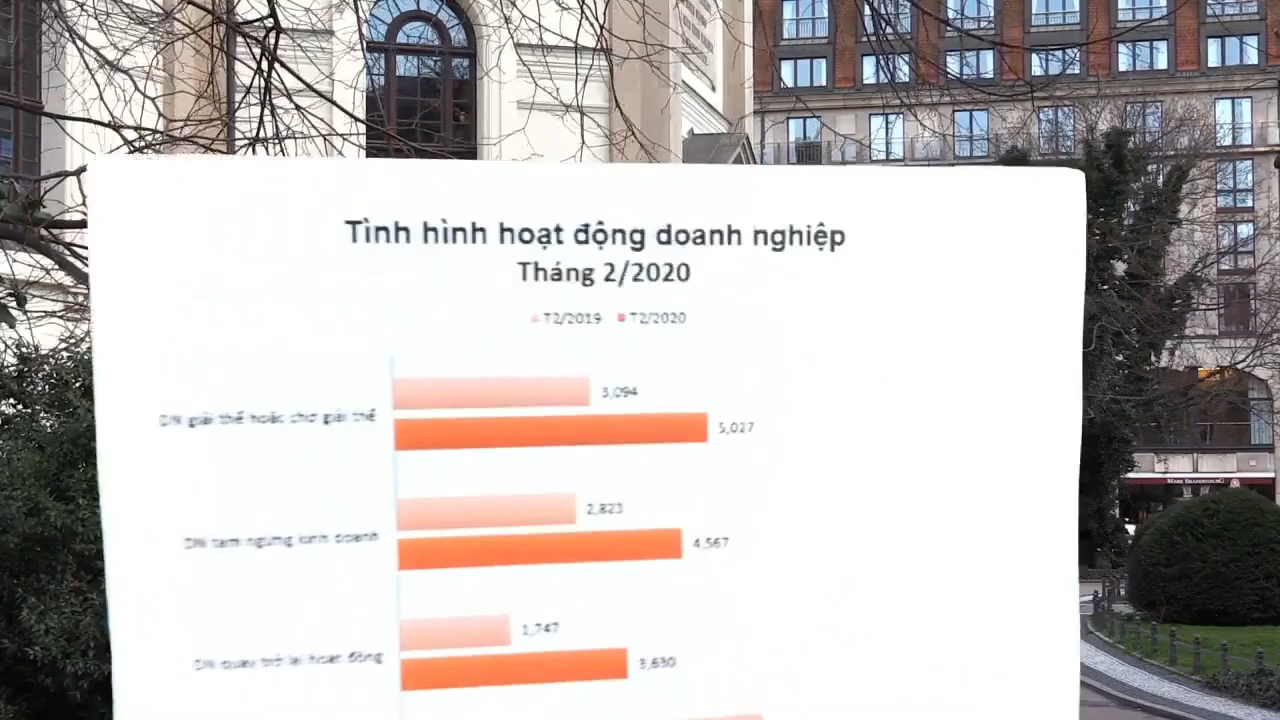 Tình hình hoạt động doanh nghiệp
Tháng 2/2020
T2/2019 T2/2020
3,094
DN giải thể hoặc chờ giải thể
5,027
2,823
DN tạm ngừng kinh doanh
4,567
1,747
DN quay trở lại hoạt động
3,630